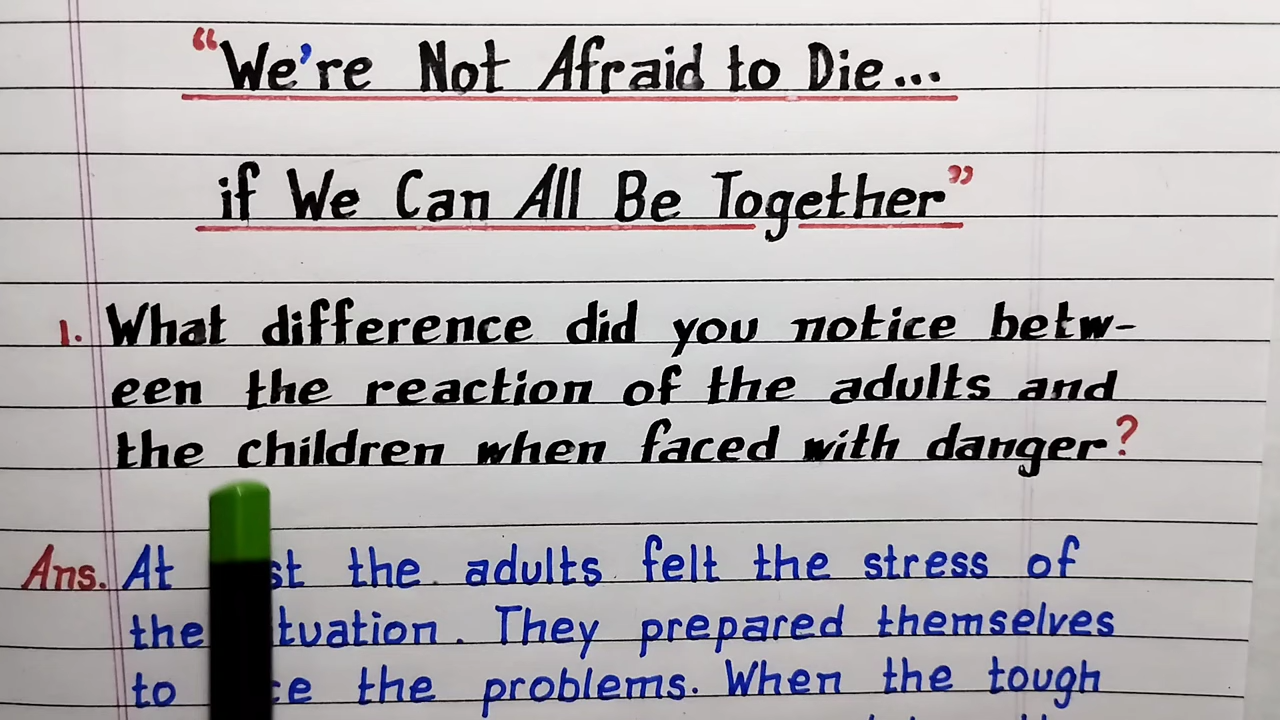 “We’re Not Afraid to Die...
if We Can All Be Together”
1. What difference did you notice betw-
een the reaction of the adults and
the children when faced with danger?
Ans. At the adults felt the stress of
the They prepared themselves
to the problems. When the tough